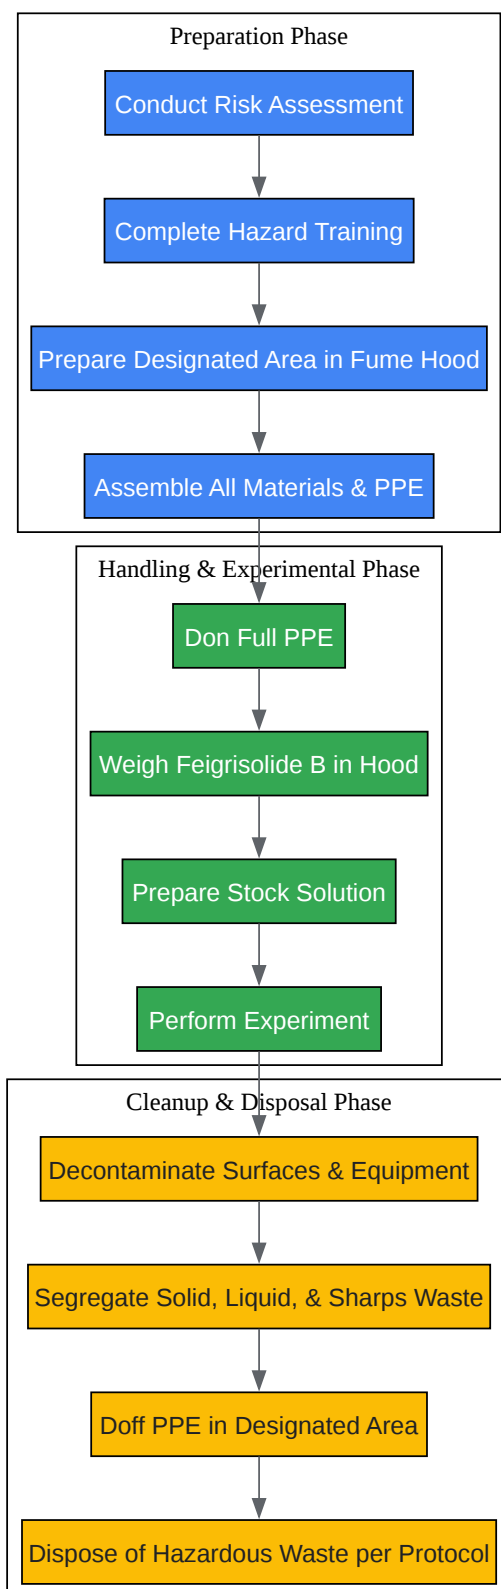 Preparation Phase
Conduct Risk Assessment
Complete Hazard Training
Prepare Designated Area in Fume Hood
Assemble All Materials & PPE
Handling & Experimental Phase
Don Full PPE
Weigh Feigrisolide B in Hood
Prepare Stock Solution
Perform Experiment
Cleanup & Disposal Phase
Decontaminate Surfaces & Equipment
Segregate Solid, Liquid, & Sharps Waste
Doff PPE in Designated Area
Dispose of Hazardous Waste per Protocol